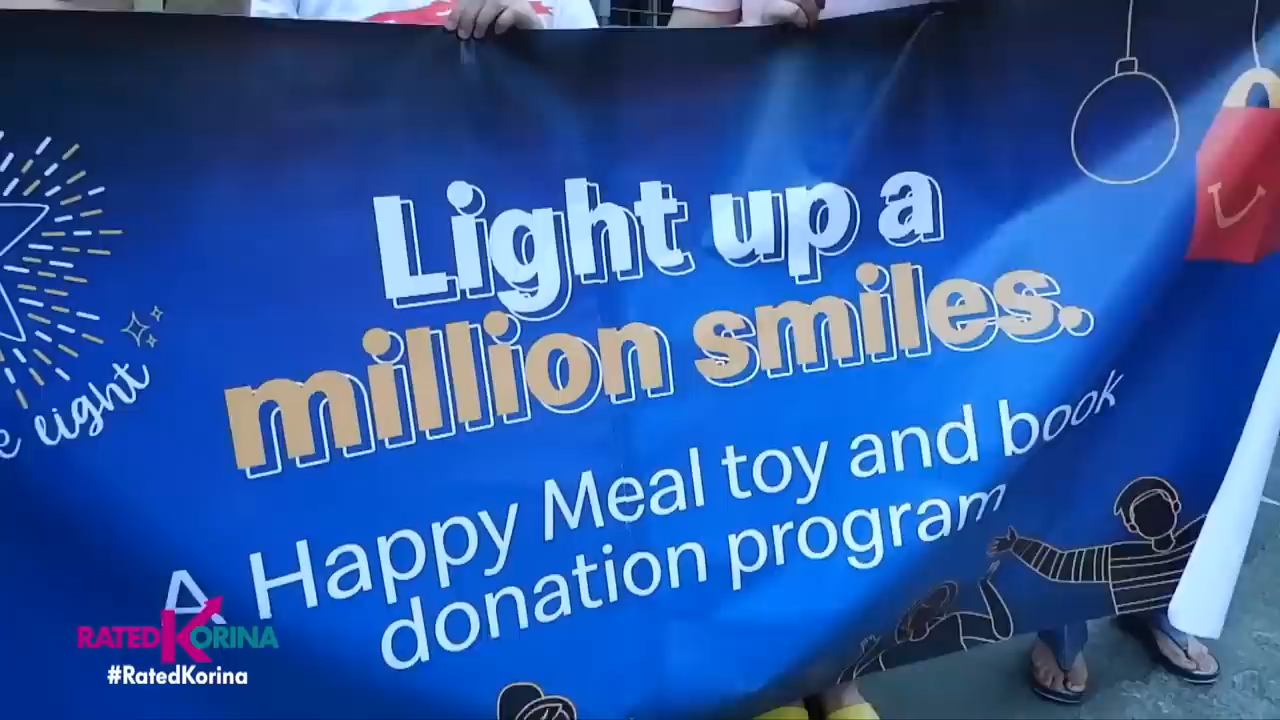 Light up a
million smiles.
A Happy Meal toy and book
donation program
light
RATED KORINA
#RatedKorina